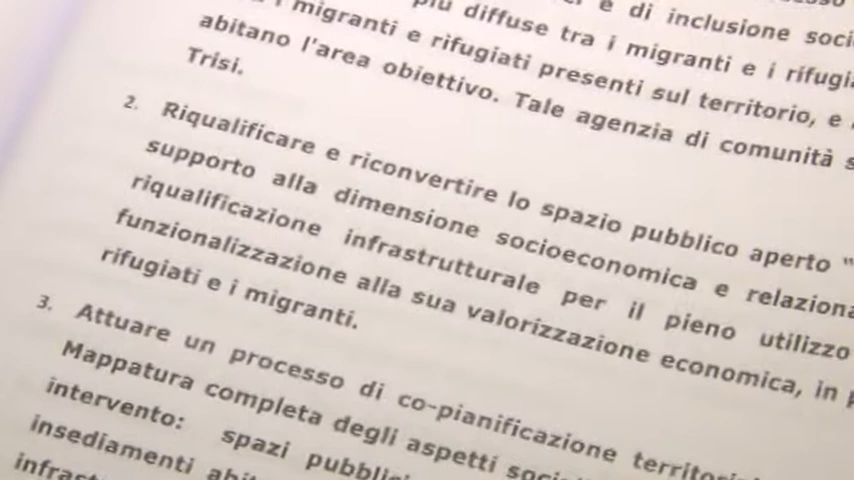 e di inclusione
i migranti più diffuse tra i migranti e i
abitano e rifugiati presenti sul territorio, e
Trisi. l'area obiettivo. Tale agenzia di comunità
2. Riqualificare e riconvertire lo spazio pubblico aperto "
supporto alla dimensione socioeconomica e
riqualificazione infrastrutturale per il pieno utilizzo
funzionalizzazione alla sua valorizzazione economica, in
rifugiati e i migranti.
3. Attuare un processo di co-pianificazione
Mappatura completa degli aspetti
intervento: spazi
insediamenti